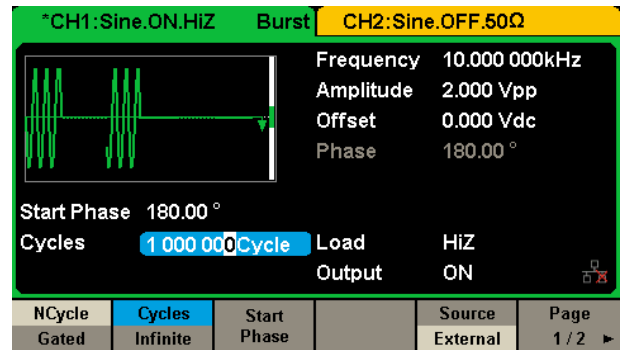 *CH1:Sine.ON.HiZ Burst CH2:Sine.OFF.50Ω
Frequency 10.000 000kHz
Amplitude 2.000 Vpp
Offset 0.000 Vdc
Phase 180.00 °
Start Phase 180.00 °
Cycles 1 000 000Cycle Load HiZ
Output ON
NCycle Cycles Start Source Page
Gated Infinite Phase External 1 / 2 ►